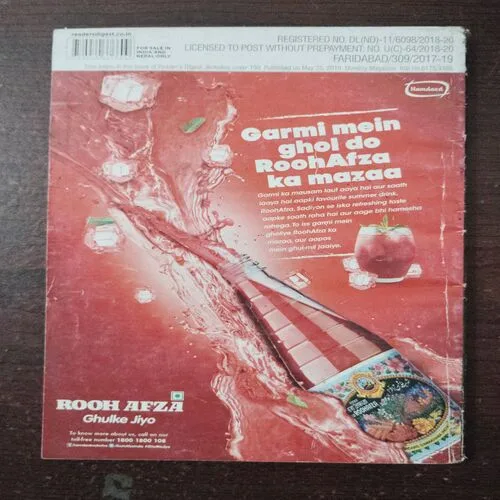 readersdigest.co.in
FOR SALE IN
INDIA AND
NEPAL ONLY
REGISTERED NO. DL(ND)-11/6098/2018-20
LICENSED TO POST WITHOUT PREPAYMENT: NO. U(C)-64/2018-20
FARIDABAD/309/2017-19
Hamdard
Garmi mein
ghol do
RoohAfza
ka mazaa
Garmi ka mausam laut aaya hai aur saath
laaya hai aapki favourite summer drink,
RoohAfza. Sadiyon se iska refreshing taste
aapke saath raha hai aur aage bhi hamesha
rahega. To iss garmi mein
gholiye RoohAfza ka
mazaa, aur aapas
mein ghul-mil jaaiye.
ROOH AFZA
Ghulke Jiyo
To know more about us, call on our
toll-free number 1800 1800 108